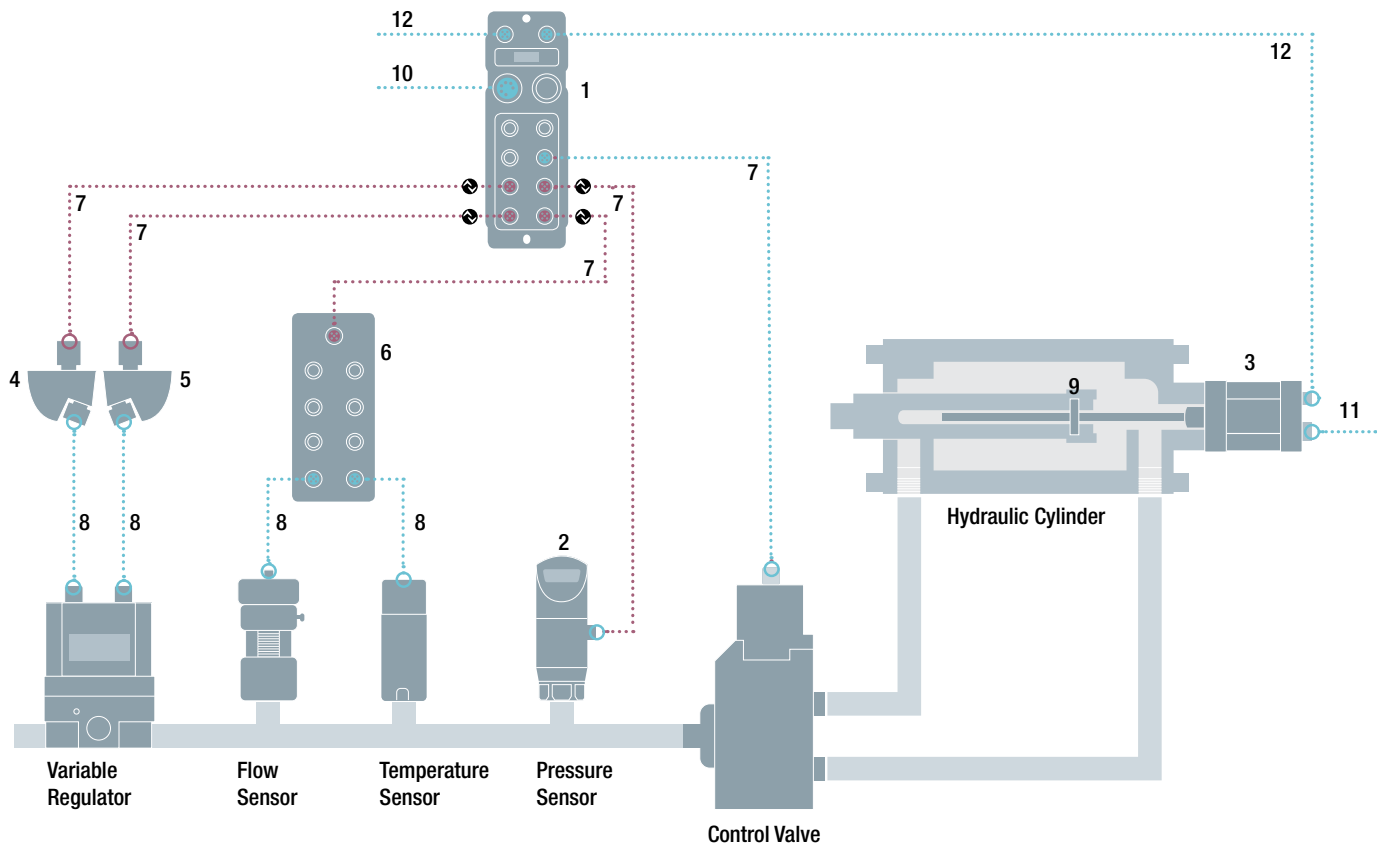 12
12
10
1
7
7
7
7
7
6
4
5
3
9
11
8
8
8
8
2
Hydraulic Cylinder
Variable
Regulator
Flow
Sensor
Temperature
Sensor
Pressure
Sensor
Control Valve